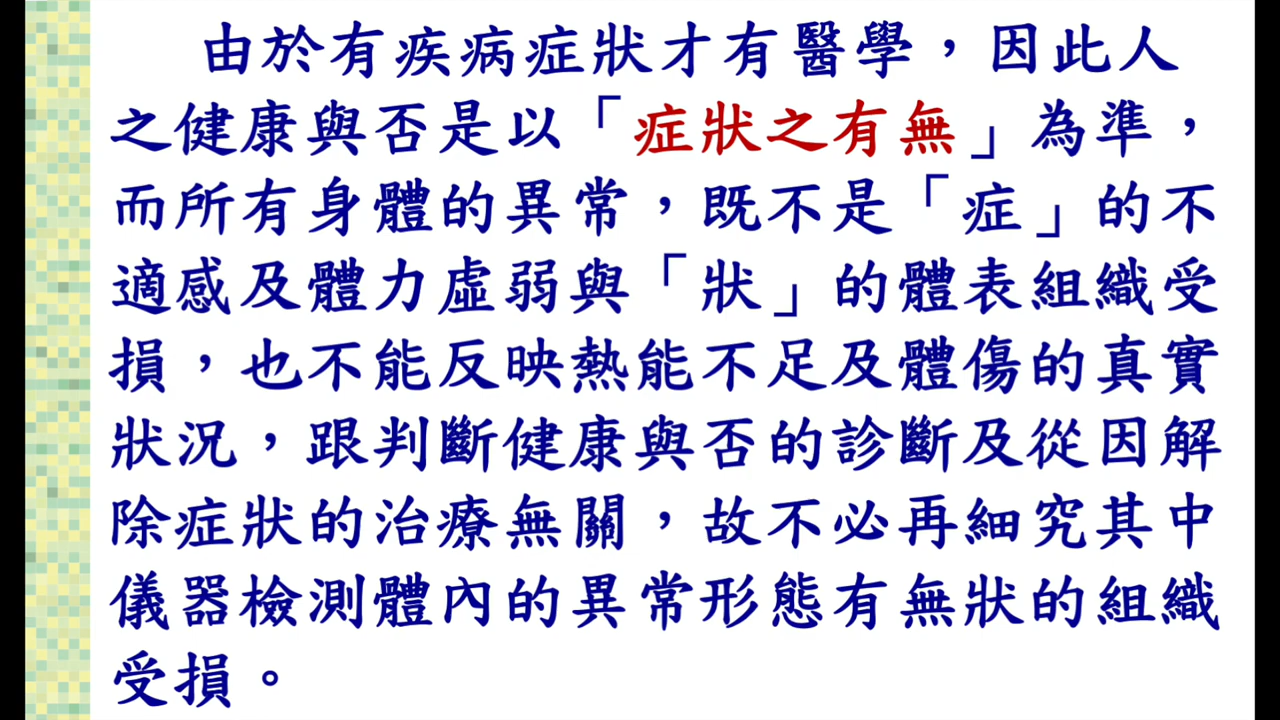 由於有疾病症狀才有醫學，因此人
之健康與否是以「症狀之有無」為準，
而所有身體的異常，既不是「症」的不
適感及體力虛弱與「狀」的體表組織受
損，也不能反映熱能不足及體傷的真實
狀況，跟判斷健康與否的診斷及從因解
除症狀的治療無關，故不必再細究其中
儀器檢測體內的異常形態有無狀的組織
受損。